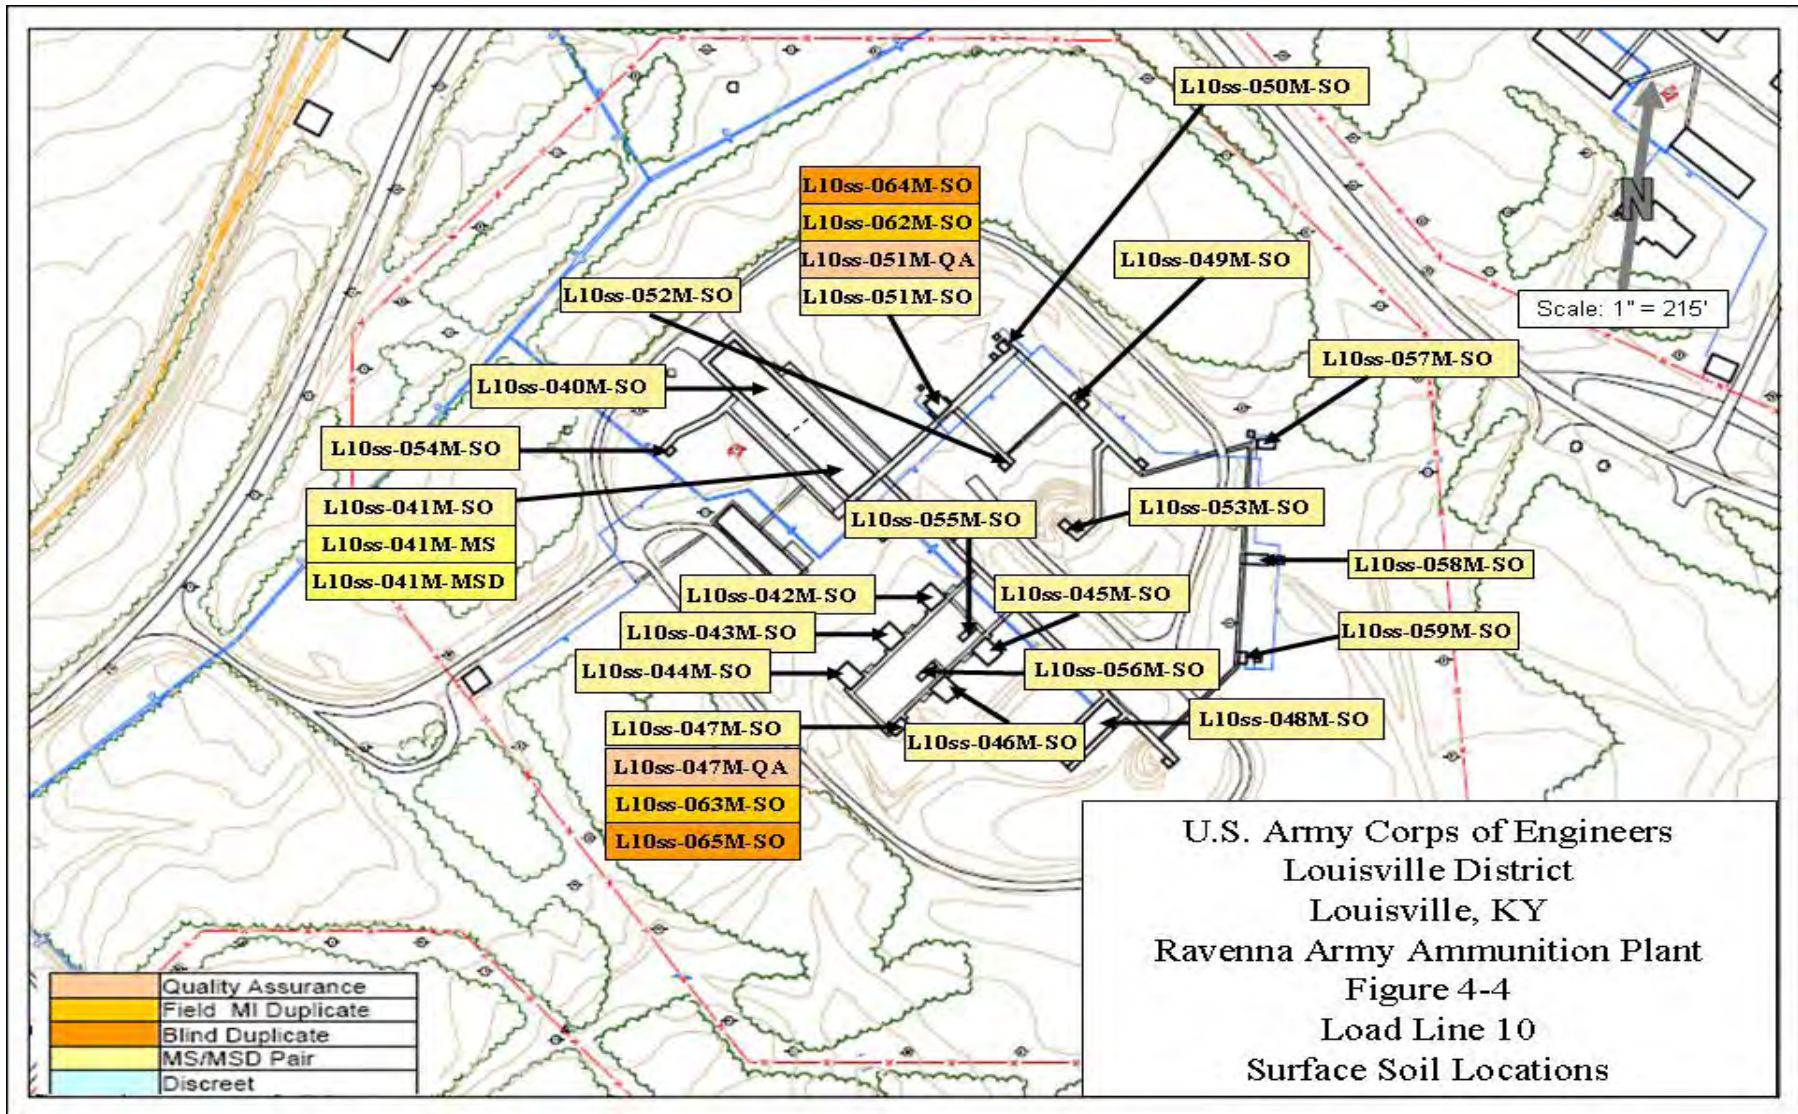 L10ss-050M-SO
L10ss-064M-SO
L10ss-062M-SO
L10ss-051M-QA
L10ss-051M-SO
L10ss-049M-SO
L10ss-052M-SO
N
Scale: 1" = 215'
L10ss-057M-SO
L10ss-040M-SO
L10ss-054M-SO
L10ss-041M-SO
L10ss-041M-MS
L10ss-041M-MSD
L10ss-055M-SO
L10ss-053M-SO
L10ss-058M-SO
L10ss-042M-SO
L10ss-045M-SO
L10ss-043M-SO
L10ss-059M-SO
L10ss-044M-SO
L10ss-056M-SO
L10ss-047M-SO
L10ss-046M-SO
L10ss-048M-SO
L10ss-047M-QA
L10ss-063M-SO
L10ss-065M-SO
U.S. Army Corps of Engineers
Louisville District
Louisville, KY
Ravenna Army Ammunition Plant
Figure 4-4
Load Line 10
Surface Soil Locations
Quality Assurance
Field MI Duplicate
Blind Duplicate
MS/MSD Pair
Discreet